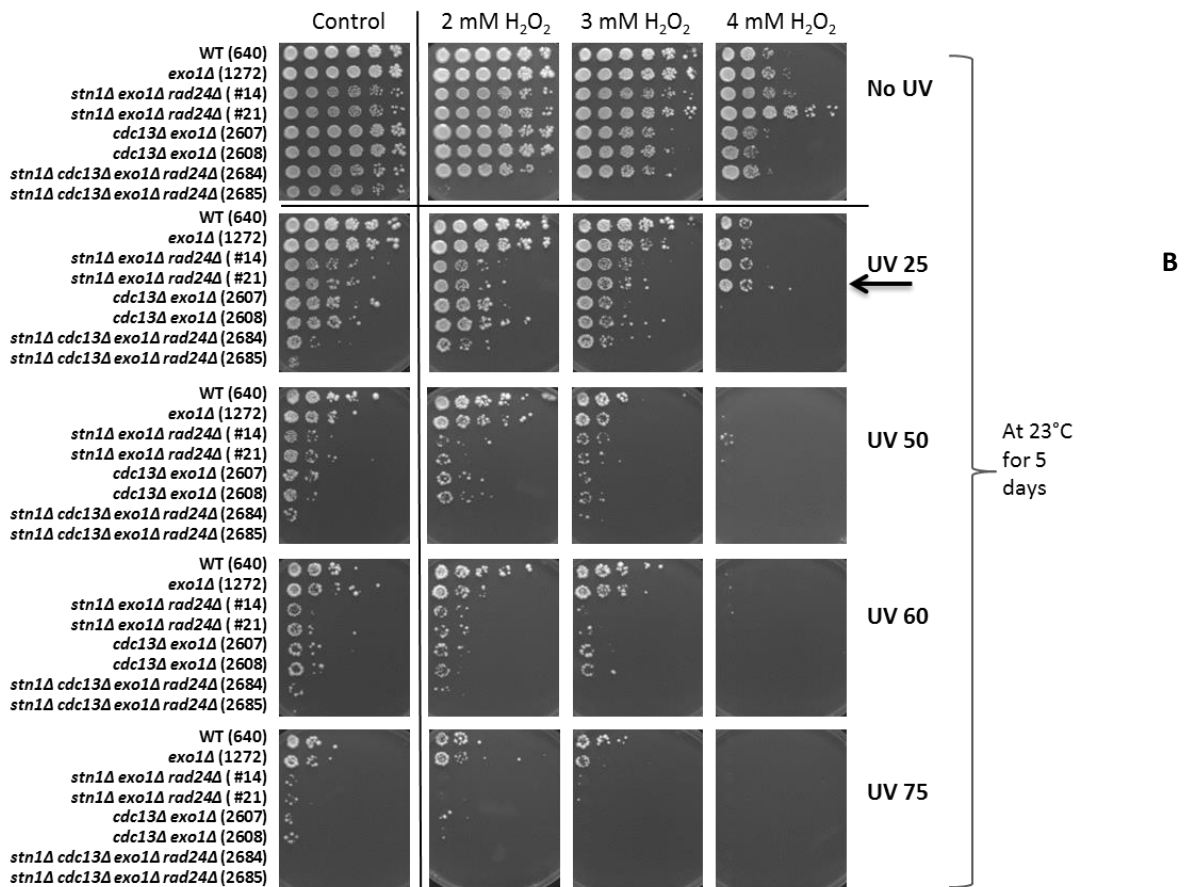 Control 2 mM H₂O₂ 3 mM H₂O₂ 4 mM H₂O₂
WT (640)
exo1Δ (1272)
stn1Δ exo1Δ rad24Δ ( #14)
stn1Δ exo1Δ rad24Δ ( #21)
cdc13Δ exo1Δ (2607)
cdc13Δ exo1Δ (2608)
stn1Δ cdc13Δ exo1Δ rad24Δ (2684)
stn1Δ cdc13Δ exo1Δ rad24Δ (2685)
No UV
WT (640)
exo1Δ (1272)
stn1Δ exo1Δ rad24Δ ( #14)
stn1Δ exo1Δ rad24Δ ( #21)
cdc13Δ exo1Δ (2607)
cdc13Δ exo1Δ (2608)
stn1Δ cdc13Δ exo1Δ rad24Δ (2684)
stn1Δ cdc13Δ exo1Δ rad24Δ (2685)
UV 25
B
WT (640)
exo1Δ (1272)
stn1Δ exo1Δ rad24Δ ( #14)
stn1Δ exo1Δ rad24Δ ( #21)
cdc13Δ exo1Δ (2607)
cdc13Δ exo1Δ (2608)
stn1Δ cdc13Δ exo1Δ rad24Δ (2684)
stn1Δ cdc13Δ exo1Δ rad24Δ (2685)
UV 50
At 23°C
for 5
days
WT (640)
exo1Δ (1272)
stn1Δ exo1Δ rad24Δ ( #14)
stn1Δ exo1Δ rad24Δ ( #21)
cdc13Δ exo1Δ (2607)
cdc13Δ exo1Δ (2608)
stn1Δ cdc13Δ exo1Δ rad24Δ (2684)
stn1Δ cdc13Δ exo1Δ rad24Δ (2685)
UV 60
WT (640)
exo1Δ (1272)
stn1Δ exo1Δ rad24Δ ( #14)
stn1Δ exo1Δ rad24Δ ( #21)
cdc13Δ exo1Δ (2607)
cdc13Δ exo1Δ (2608)
stn1Δ cdc13Δ exo1Δ rad24Δ (2684)
stn1Δ cdc13Δ exo1Δ rad24Δ (2685)
UV 75